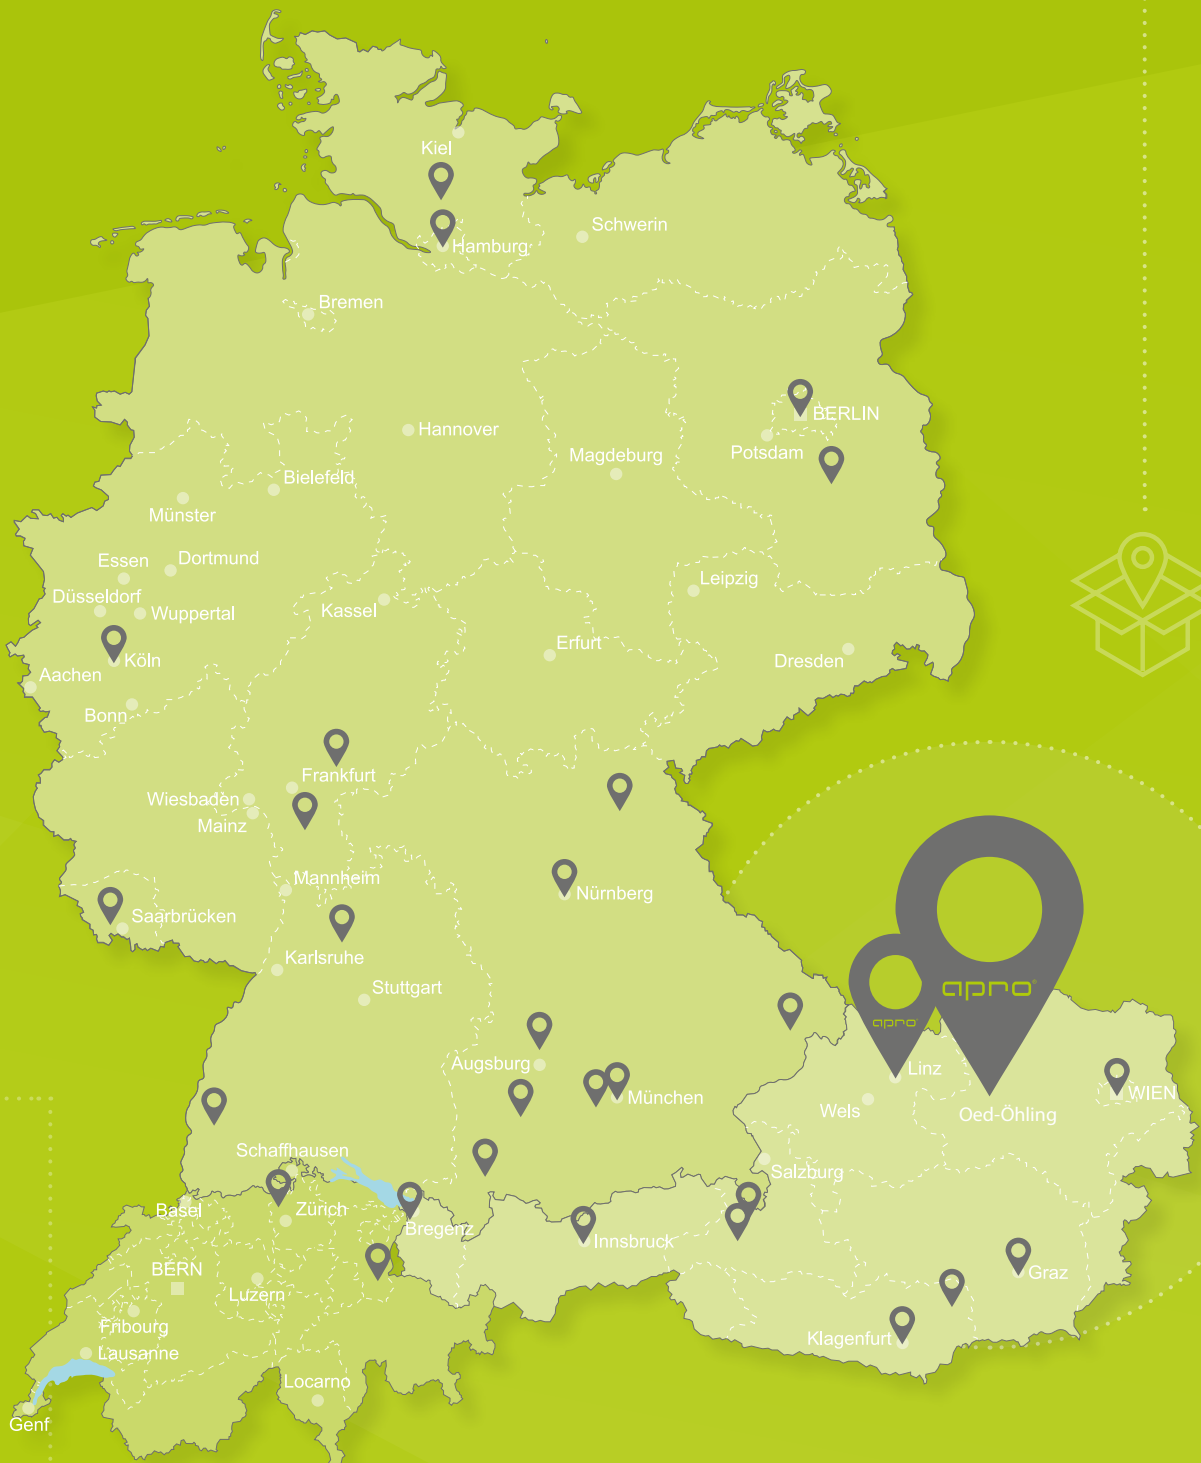 Kiel
Schwerin
Hamburg
Bremen
BERLIN
Hannover
Potsdam
Magdeburg
Bielefeld
Münster
Essen
Dortmund
Leipzig
Düsseldorf
Wuppertal
Kassel
Erfurt
Köln
Dresden
Aachen
Bonn
Frankfurt
Wiesbaden
Mainz
Mannheim
Nürnberg
Saarbrücken
Karlsruhe
Stuttgart
apro
apro
Augsburg
Linz
München
WIEN
Wels
Oed-Öhling
Schaffhausen
Salzburg
Basel
Zürich
Bregenz
Innsbruck
BERN
Graz
Luzern
Fribourg
Klagenfurt
Lausanne
Locarno
Genf